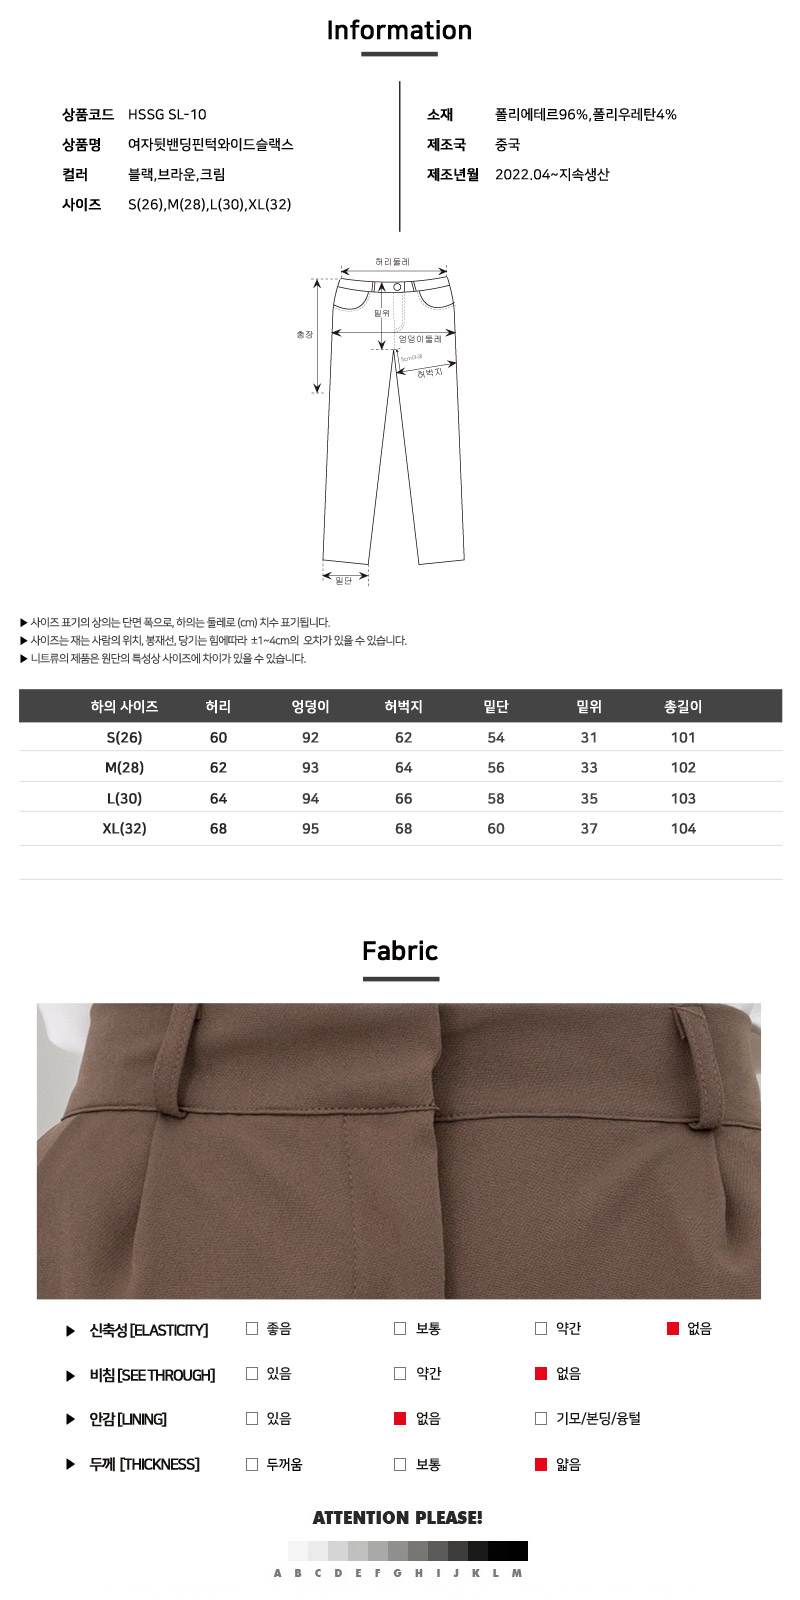 Information
상품코드 HSSG SL-10
상품명 여자뒷밴딩핀턱와이드슬랙스
컬러 블랙,브라운,크림
사이즈 S(26),M(28),L(30),XL(32)
소재 폴리에테르96%,폴리우레탄4%
제조국 중국
제조년월 2022.04~지속생산
허리둘레
밑위
총장
엉덩이둘레
허벅지
밑단
▶ 사이즈 표기의 상의는 단면 폭으로, 하의는 둘레로 (cm) 치수 표기됩니다.
▶ 사이즈는 재는 사람의 위치, 봉재선, 당기는 힘에따라 ±1~4cm의 오차가 있을 수 있습니다.
▶ 니트류의 제품은 원단의 특성상 사이즈에 차이가 있을 수 있습니다.
하의 사이즈 허리 엉덩이 허벅지 밑단 밑위 총길이
S(26) 60 92 62 54 31 101
M(28) 62 93 64 56 33 102
L(30) 64 94 66 58 35 103
XL(32) 68 95 68 60 37 104
Fabric
▶ 신축성 [ELASTICITY] 좋음 보통 약간 없음
▶ 비침 [SEE THROUGH] 있음 약간 없음
▶ 안감 [LINING] 있음 없음 기모/본딩/융털
▶ 두께 [THICKNESS] 두꺼움 보통 얇음
ATTENTION PLEASE!
A B C D E F G H I J K L M